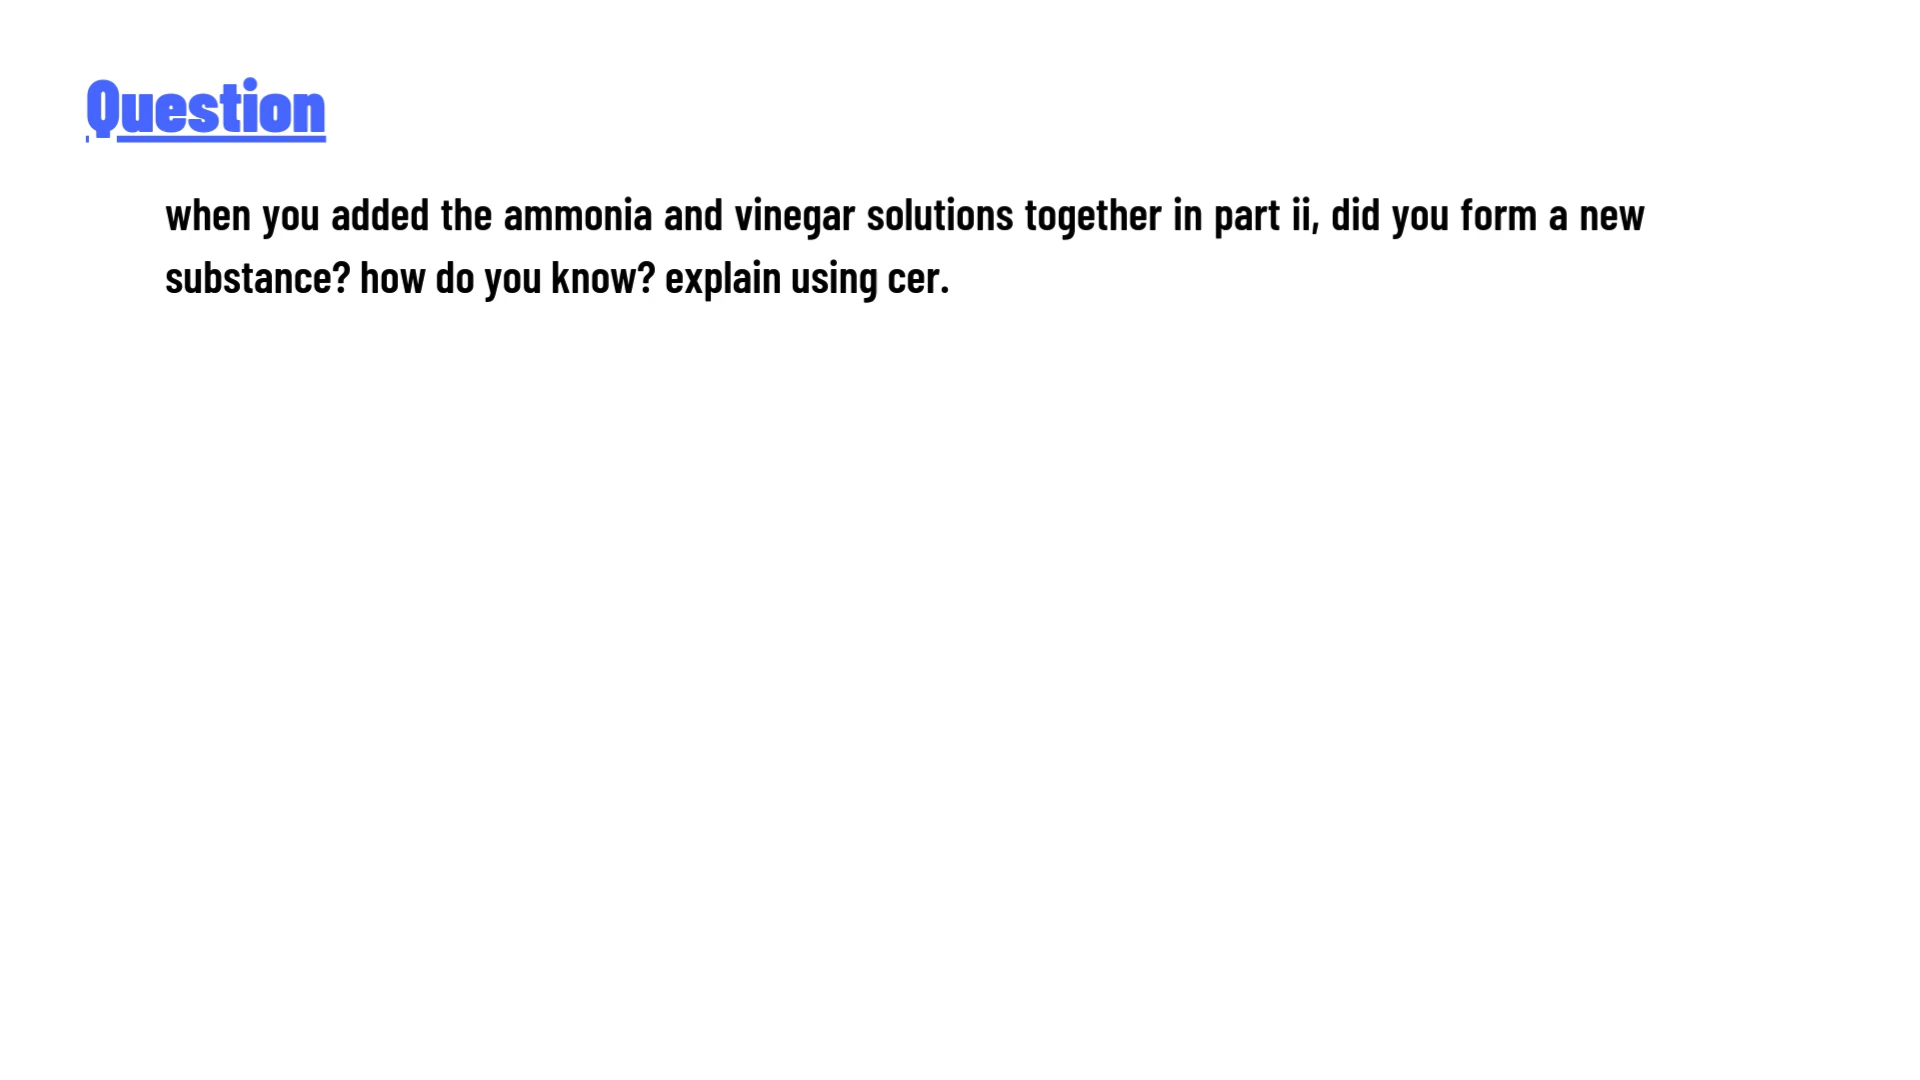 Question
when you added the ammonia and vinegar solutions together in part ii, did you form a new
substance? how do you know? explain using cer.